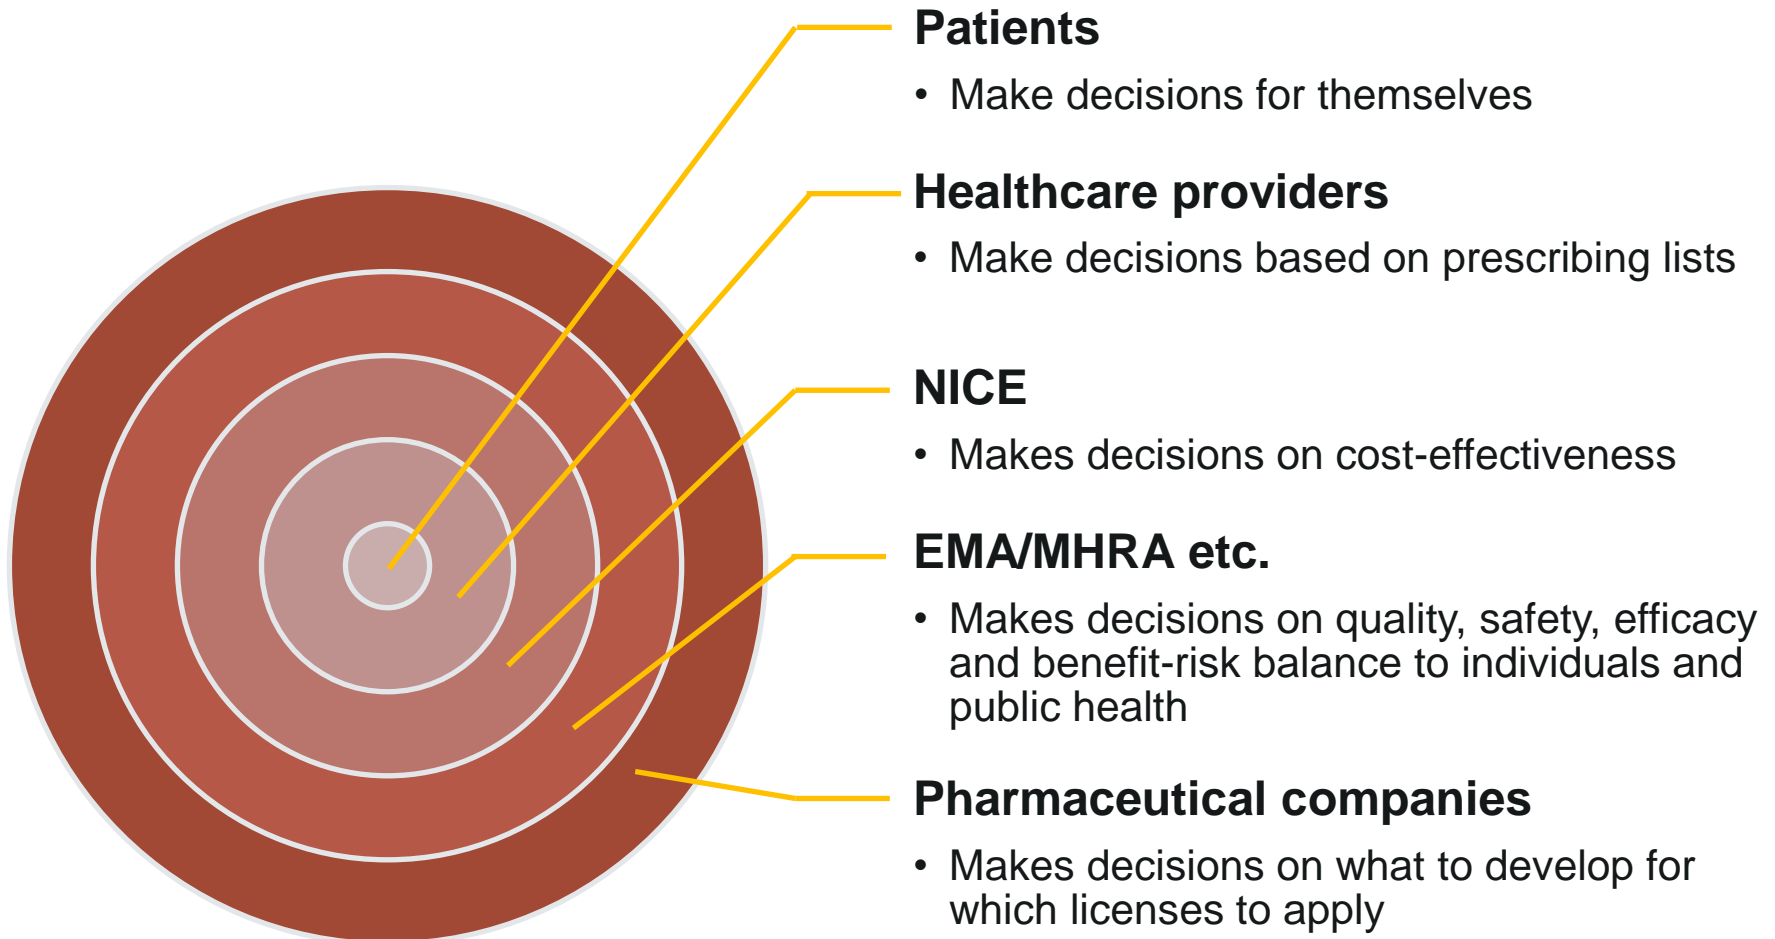 Patients
• Make decisions for themselves
Healthcare providers
• Make decisions based on prescribing lists
NICE
• Makes decisions on cost-effectiveness
EMA/MHRA etc.
• Makes decisions on quality, safety, efficacy
and benefit-risk balance to individuals and
public health
Pharmaceutical companies
• Makes decisions on what to develop for
which licenses to apply